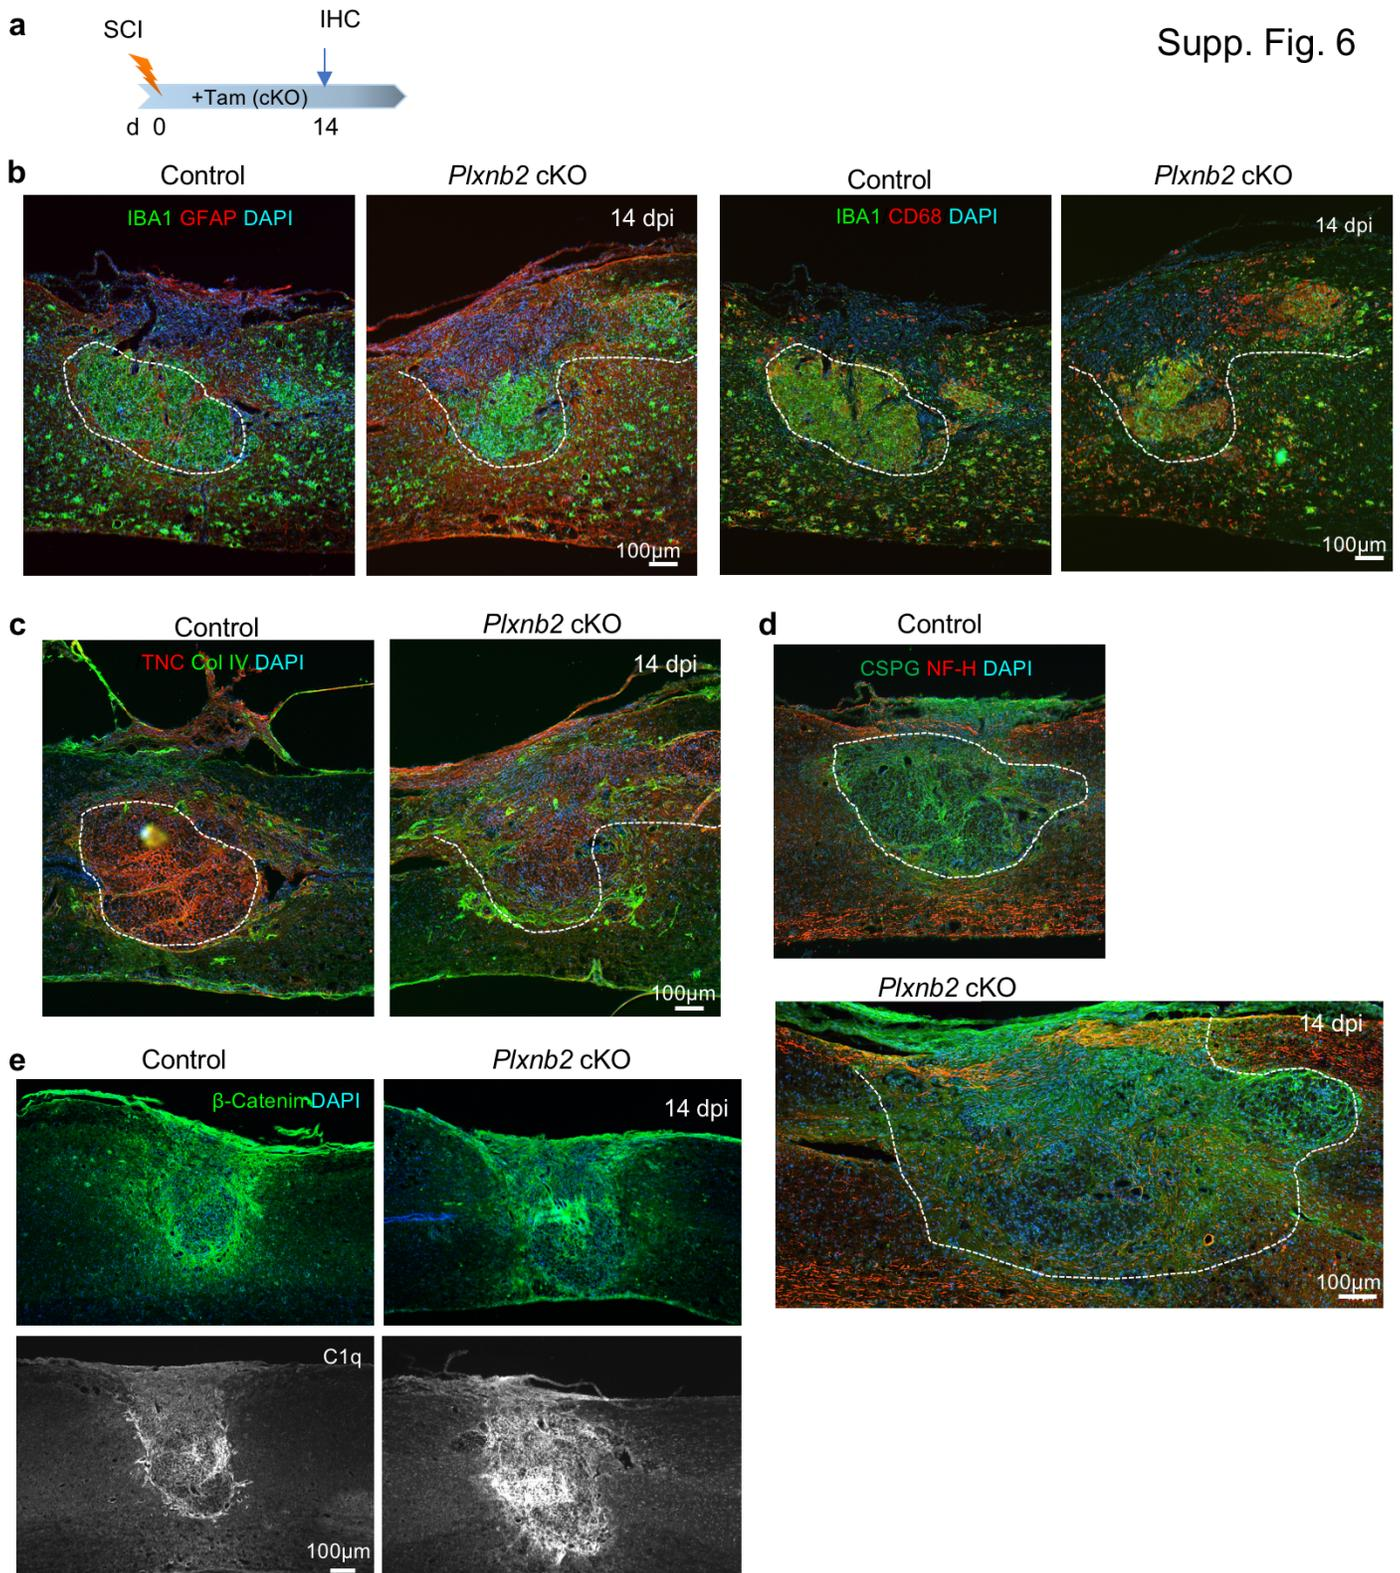 a
SCI
IHC
Supp. Fig. 6
+Tam (cKO)
d 0
14
b
Control
Plxnb2 cKO
Control
Plxnb2 cKO
IBA1 GFAP DAPI
14 dpi
IBA1 CD68 DAPI
14 dpi
100µm
100µm
c
Control
Plxnb2 cKO
d
Control
TNC Col IV DAPI
14 dpi
CSPG NF-H DAPI
100µm
Plxnb2 cKO
14 dpi
100µm
e
Control
Plxnb2 cKO
β-Catenin DAPI
14 dpi
C1q
100µm